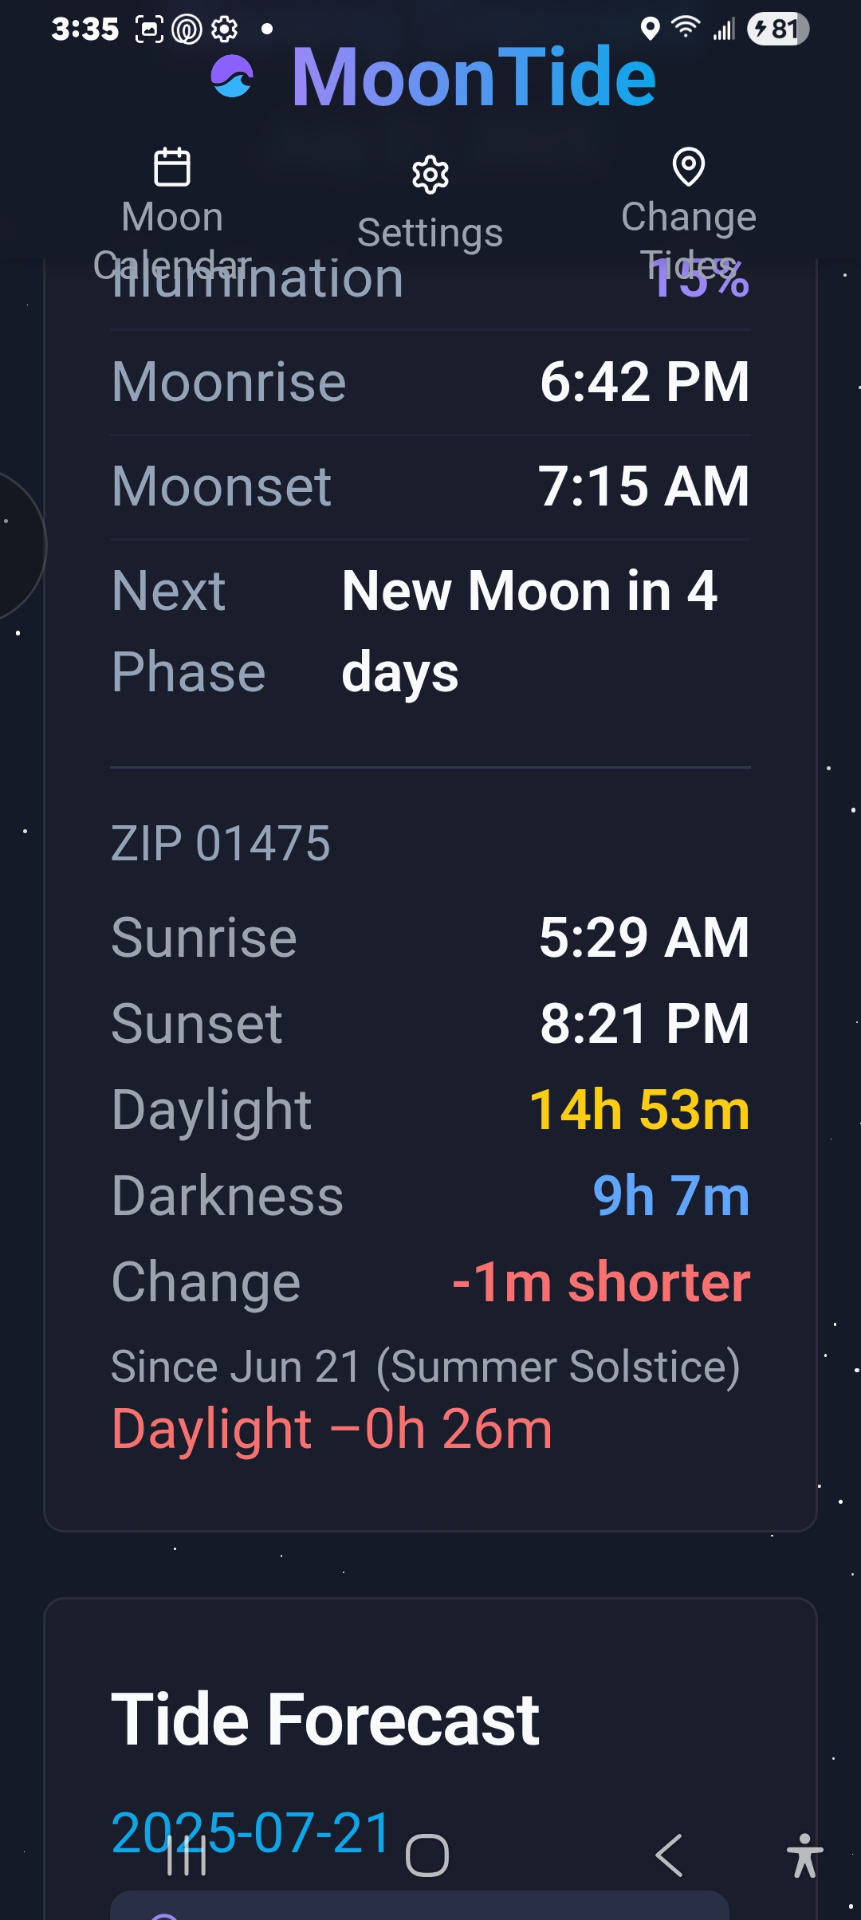 3:35 81
MoonTide
Moon
Calendar
Settings
Change
Tides
Illumination 15%
Moonrise 6:42 PM
Moonset 7:15 AM
Next Phase New Moon in 4 days
ZIP 01475
Sunrise 5:29 AM
Sunset 8:21 PM
Daylight 14h 53m
Darkness 9h 7m
Change -1m shorter
Since Jun 21 (Summer Solstice)
Daylight −0h 26m
Tide Forecast
2025-07-21